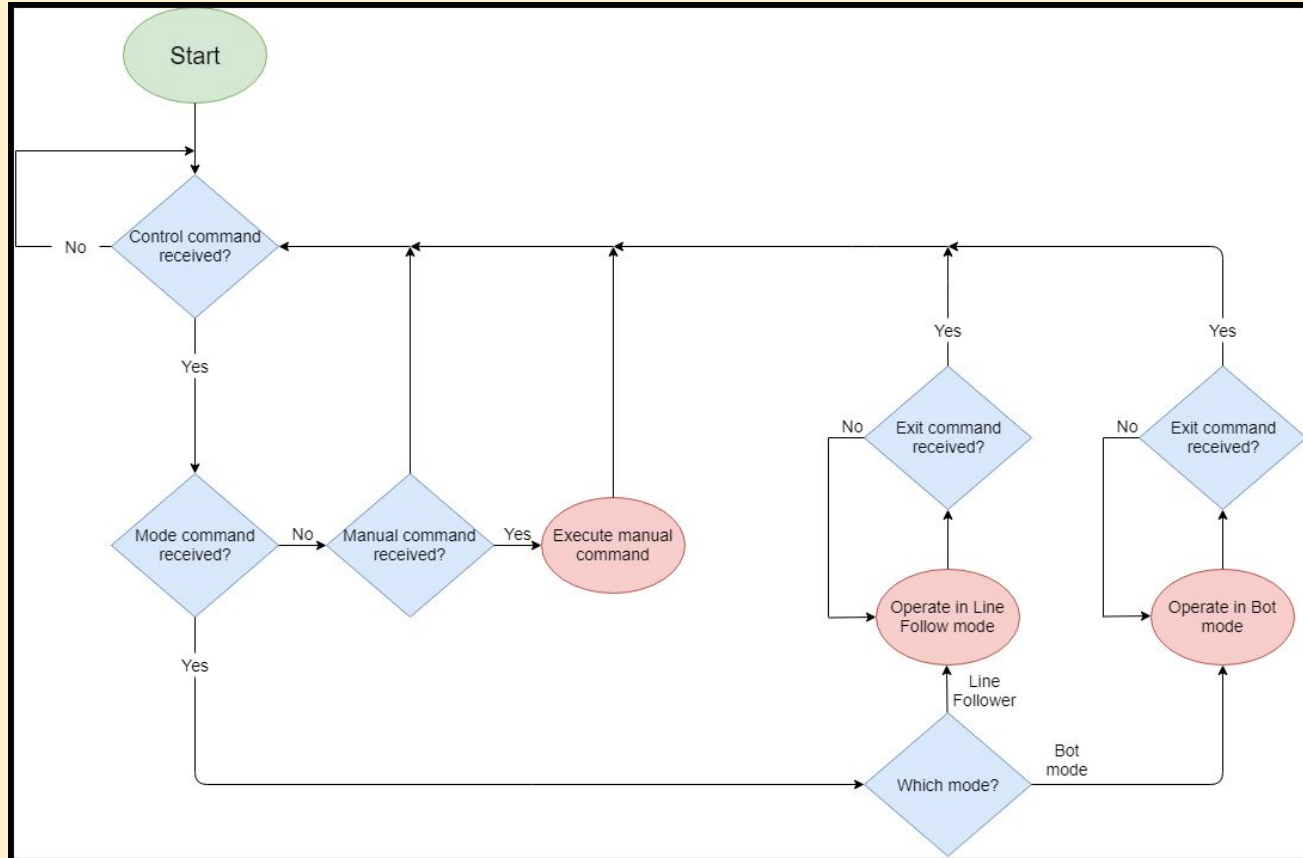 Start
Control command
received?
No
Yes
Yes
Yes
No
Exit command
received?
No
Exit command
received?
Mode command
received?
No
Manual command
received?
Yes
Execute manual
command
Operate in Line
Follow mode
Operate in Bot
mode
Yes
Line
Follower
Bot
mode
Which mode?